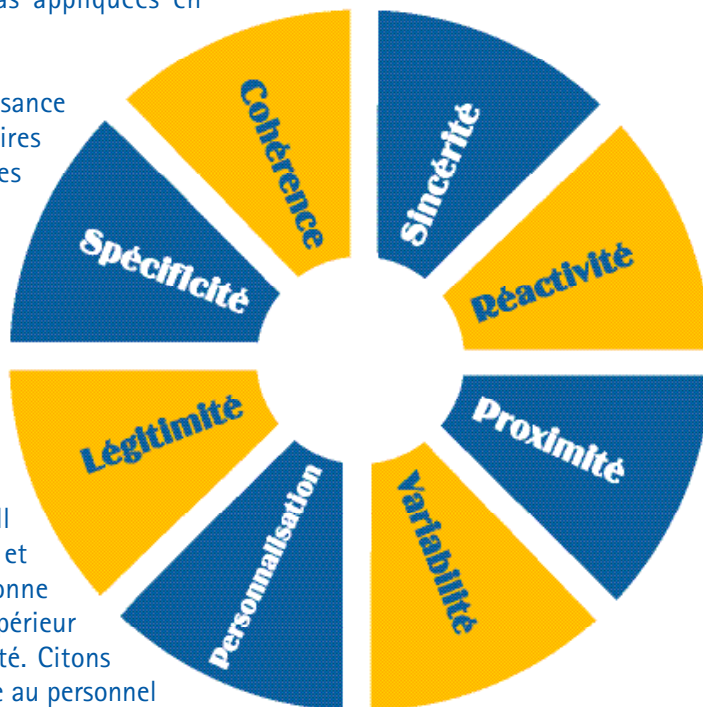 as appliquées en
sance
ires
es
Cohérence
Sincérité
Réactivité
Proximité
Variabilité
Personnalisation
Légitimité
Spécificité
et
onne
périeur
té. Citons
e au personnel